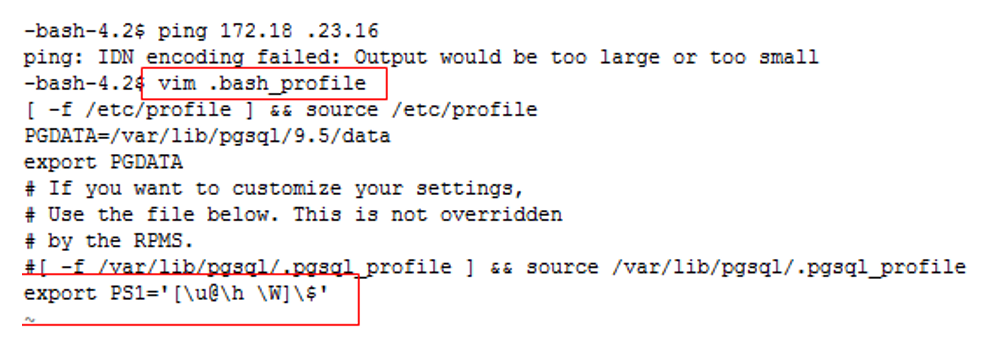 -bash-4.2$ ping 172.18 .23.16
ping: IDN encoding failed: Output would be too large or too small
-bash-4.2$ vim .bash_profile
[ -f /etc/profile ] && source /etc/profile
PGDATA=/var/lib/pgsql/9.5/data
export PGDATA
# If you want to customize your settings,
# Use the file below. This is not overridden
# by the RPMS.
#[ -f /var/lib/pgsql/.pgsql_profile ] && source /var/lib/pgsql/.pgsql_profile
export PS1='[\u@\h \W]\$'
~